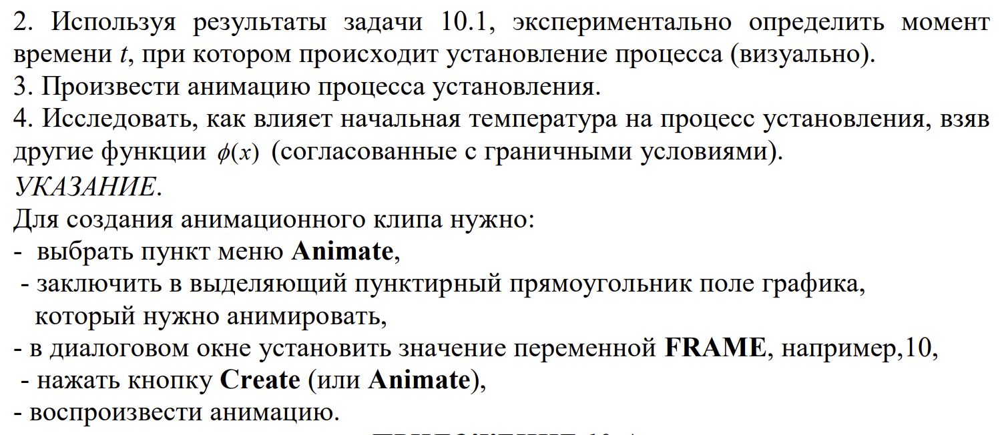 2. Используя результаты задачи 10.1, экспериментально определить момент
времени t, при котором происходит установление процесса (визуально).
3. Произвести анимацию процесса установления.
4. Исследовать, как влияет начальная температура на процесс установления, взяв
другие функции ϕ(x) (согласованные с граничными условиями).
УКАЗАНИЕ.
Для создания анимационного клипа нужно:
- выбрать пункт меню Animate,
- заключить в выделяющий пунктирный прямоугольник поле графика,
который нужно анимировать,
- в диалоговом окне установить значение переменной FRAME, например,10,
- нажать кнопку Create (или Animate),
- воспроизвести анимацию.